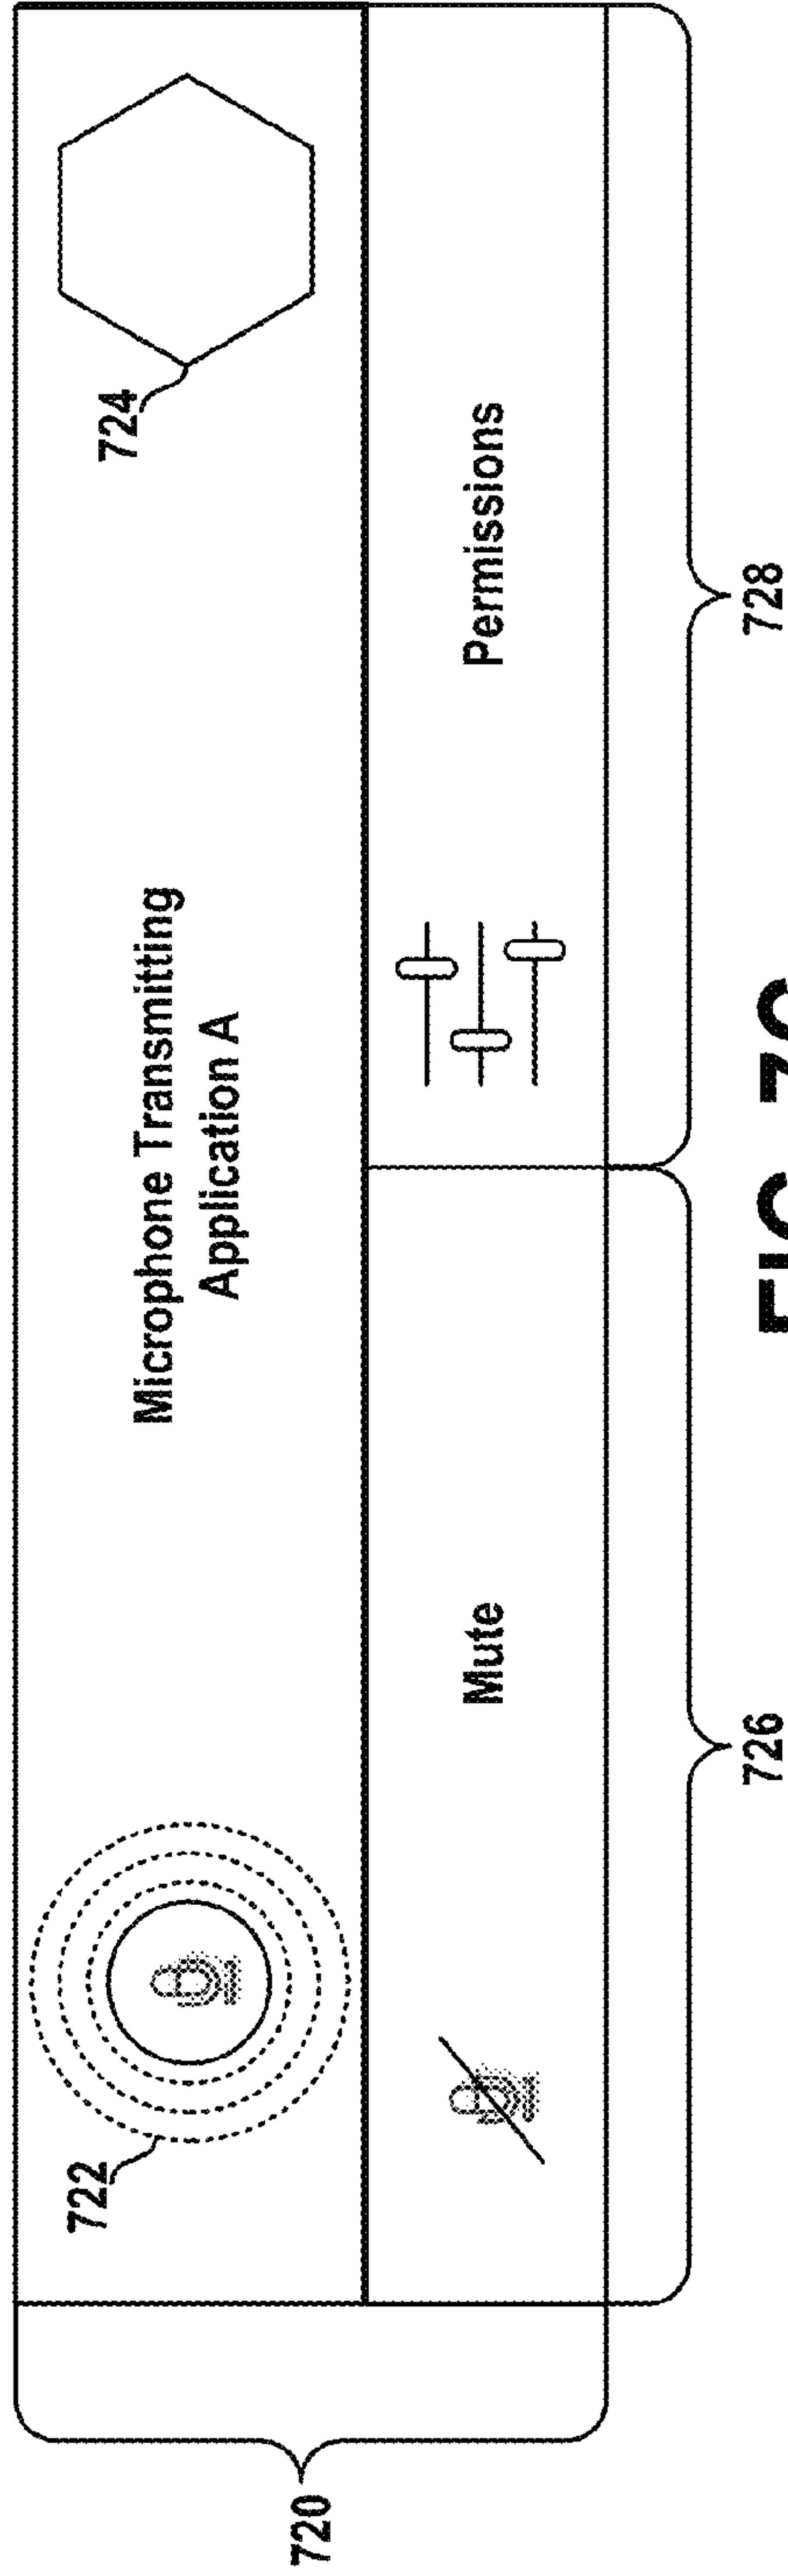 722
Microphone Transmitting
Application A
724
720
Mute
Permissions
726
728